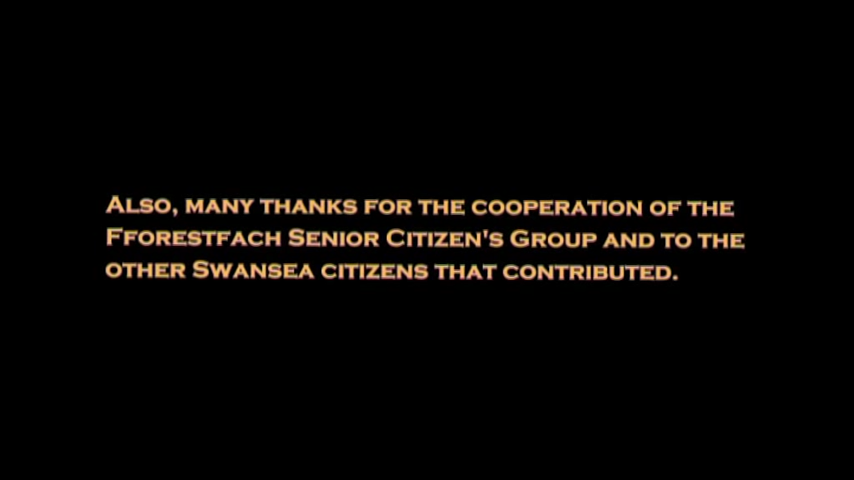 Also, many thanks for the cooperation of the
Fforestfach Senior Citizen's Group and to the
other Swansea citizens that contributed.